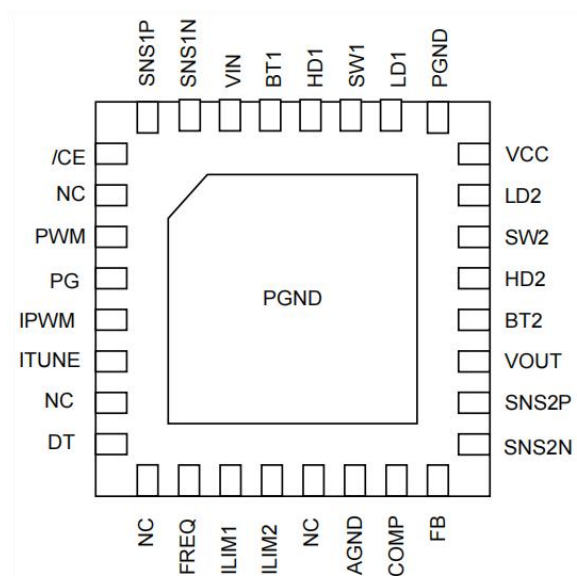 SNS1P
SNS1N
VIN
BT1
HD1
SW1
LD1
PGND
/CE
NC
PWM
PG
IPWM
ITUNE
NC
DT
PGND
VCC
LD2
SW2
HD2
BT2
VOUT
SNS2P
SNS2N
NC
FREQ
ILIM1
ILIM2
NC
AGND
COMP
FB